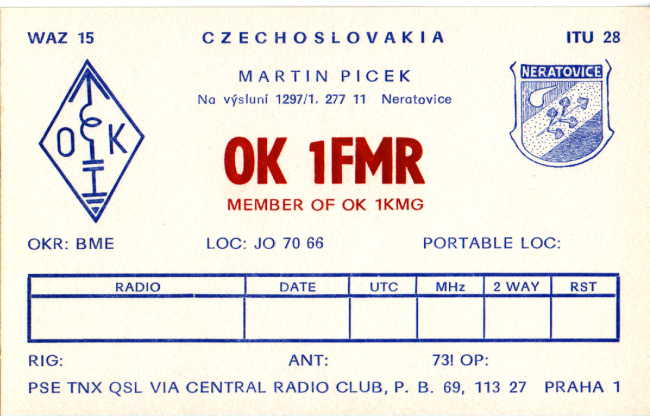 WAZ 15 CZECHOSLOVAKIA ITU 28
MARTIN PICEK
Na výsluní 1297/1. 277 11 Neratovice
NERATOVICE
O K
OK 1FMR
MEMBER OF OK 1KMG
OKR: BME LOC: JO 70 66 PORTABLE LOC:
RADIO DATE UTC MHz 2 WAY RST
RIG: ANT: 73! OP:
PSE TNX QSL VIA CENTRAL RADIO CLUB, P. B. 69, 113 27 PRAHA 1